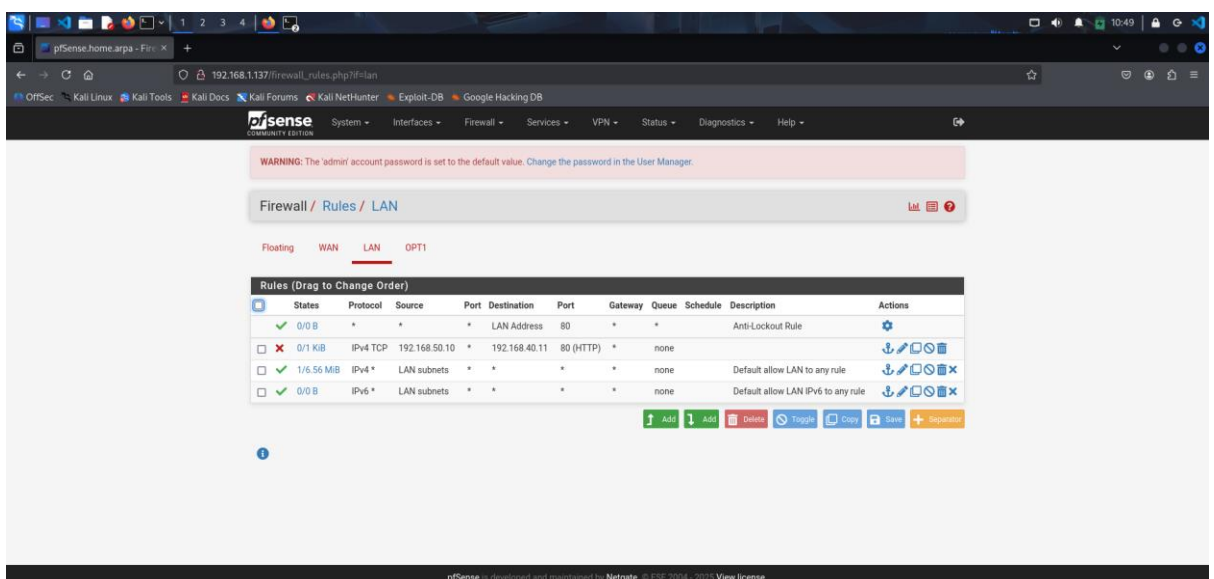 1 2 3 4 10:49
pfSense.home.arpa - Fire × +
192.168.1.137/firewall_rules.php?if=lan
OffSec Kali Linux Kali Tools Kali Docs Kali Forums Kali NetHunter Exploit-DB Google Hacking DB
pfsense System Interfaces Firewall Services VPN Status Diagnostics Help
COMMUNITY EDITION
WARNING: The 'admin' account password is set to the default value. Change the password in the User Manager.
Firewall / Rules / LAN
Floating WAN LAN OPT1
Rules (Drag to Change Order)
States Protocol Source Port Destination Port Gateway Queue Schedule Description Actions
0/0 B * * * LAN Address 80 * * Anti-Lockout Rule
0/1 KiB IPv4 TCP 192.168.50.10 * 192.168.40.11 80 (HTTP) * none
1/6.56 MiB IPv4 * LAN subnets * * * * none Default allow LAN to any rule
0/0 B IPv6 * LAN subnets * * * * none Default allow LAN IPv6 to any rule
Add Add Delete Toggle Copy Save Separator
pfSense is developed and maintained by Netgate. © ESF 2004 - 2025 View license.